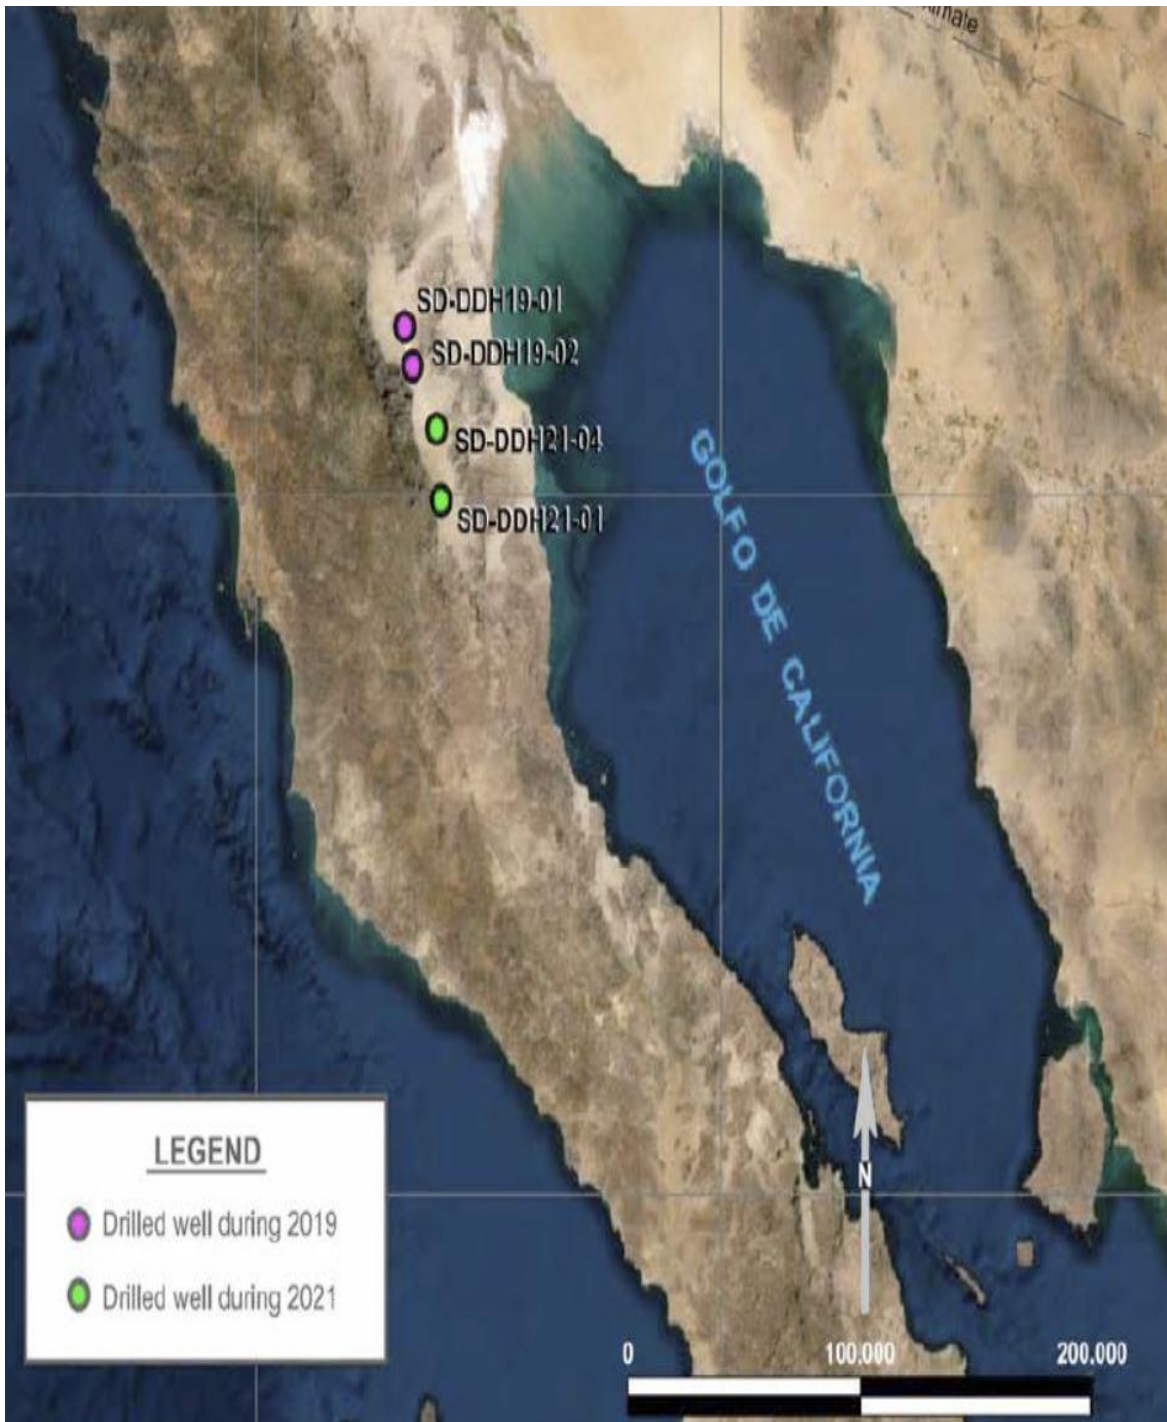 SD-DDH19-01
SD-DDH19-02
SD-DDH21-04
SD-DDH21-01
GOLFO DE CALIFORNIA
LEGEND
Drilled well during 2019
Drilled well during 2021
N
0 100.000 200.000